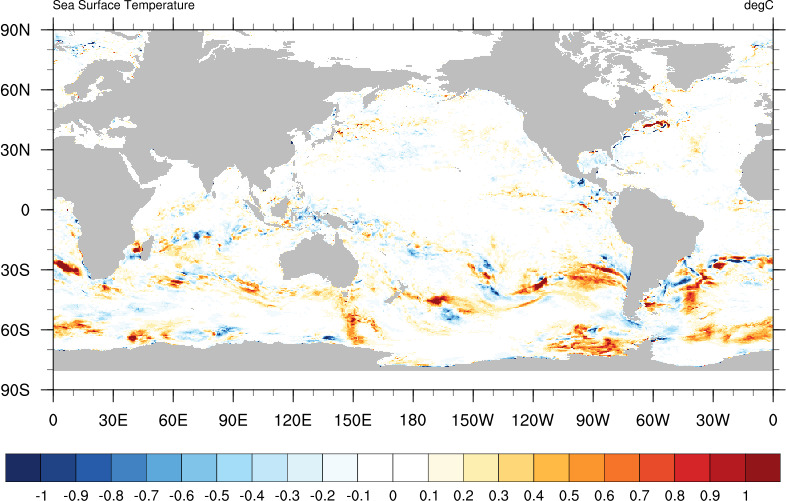 Sea Surface Temperature degC
90N
60N
30N
0
30S
60S
90S
0 30E 60E 90E 120E 150E 180 150W 120W 90W 60W 30W 0
-1 -0.9 -0.8 -0.7 -0.6 -0.5 -0.4 -0.3 -0.2 -0.1 0 0.1 0.2 0.3 0.4 0.5 0.6 0.7 0.8 0.9 1